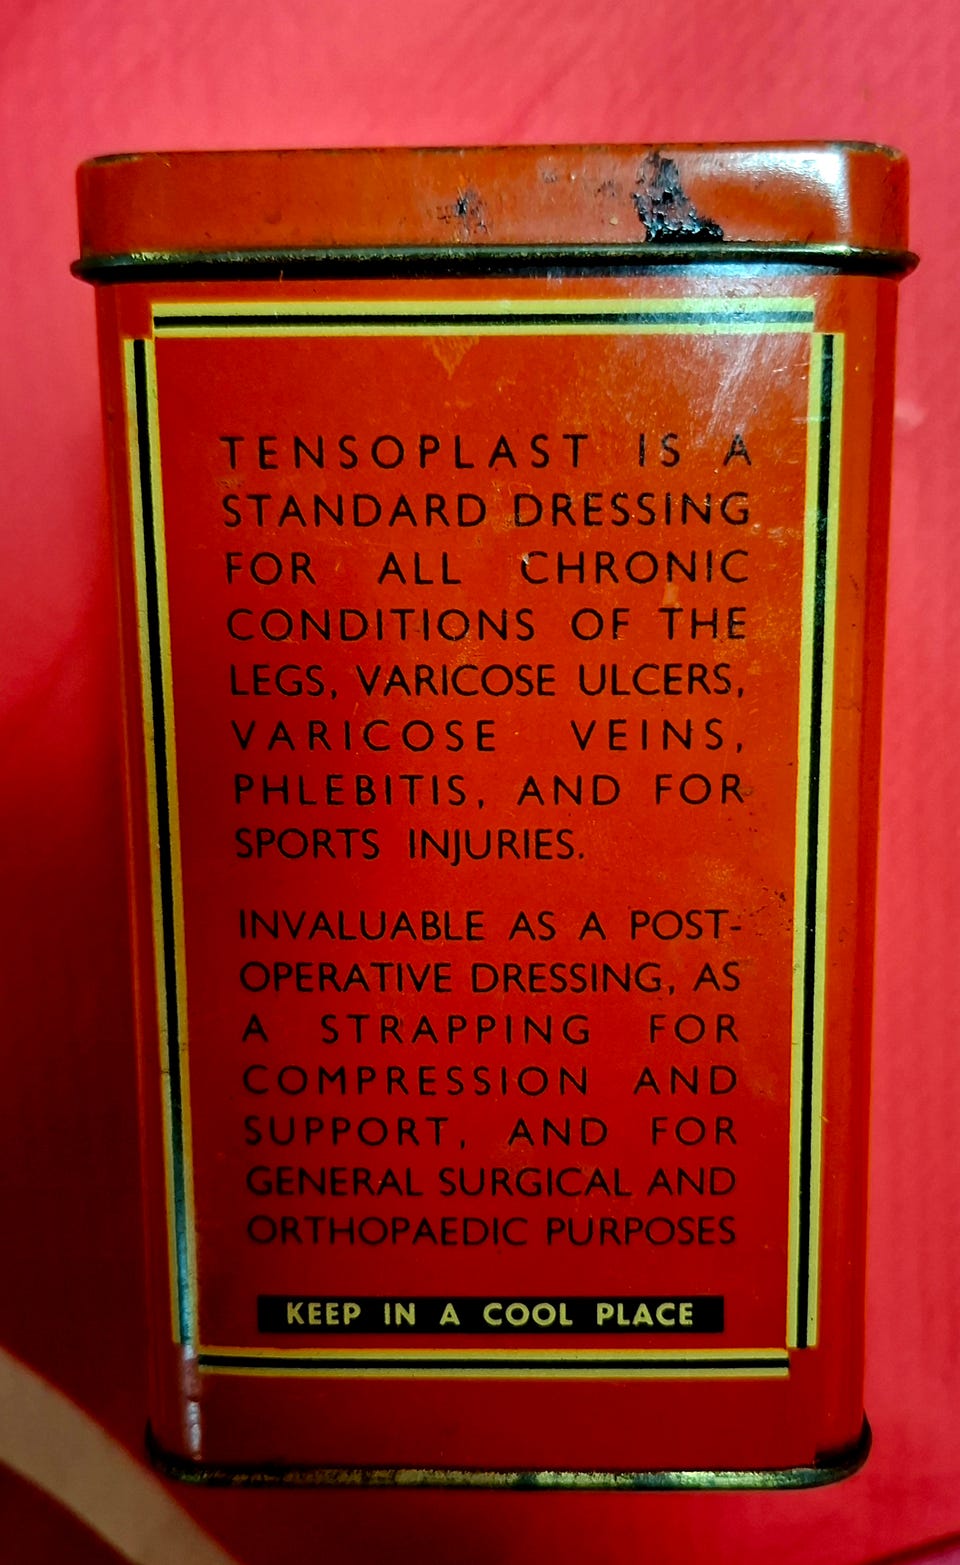 TENSOPLAST IS A
STANDARD DRESSING
FOR ALL CHRONIC
CONDITIONS OF THE
LEGS, VARICOSE ULCERS,
VARICOSE VEINS,
PHLEBITIS, AND FOR
SPORTS INJURIES.
INVALUABLE AS A POST-
OPERATIVE DRESSING, AS
A STRAPPING FOR
COMPRESSION AND
SUPPORT, AND FOR
GENERAL SURGICAL AND
ORTHOPAEDIC PURPOSES
KEEP IN A COOL PLACE